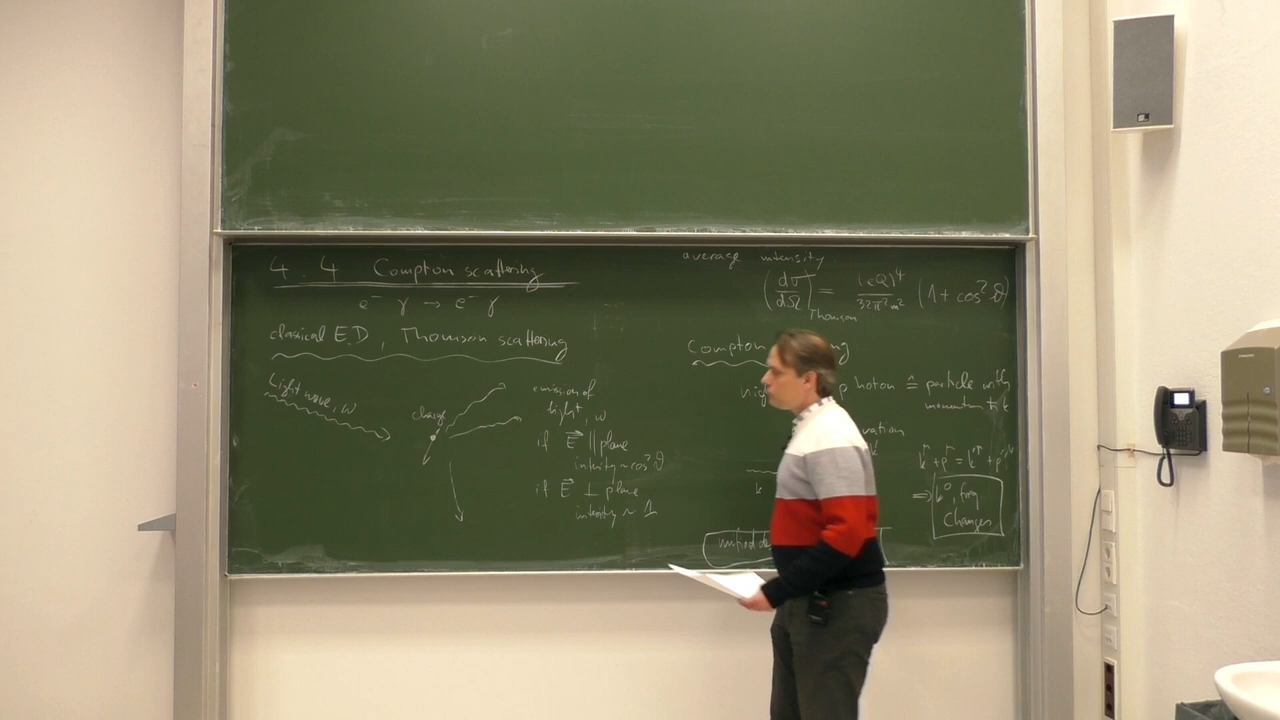 4.4 Compton scattering
e⁻ γ → e⁻ γ
classical E.D, Thomson scattering
light wave, ω
charge
emission of
light, ω
if E⃗ ∥ plane
intensity ~ cos² ϑ
if E⃗ ⊥ plane
intensity ~ 1
average intensity
(dσ/dΩ)Thomson = (eQ)⁴/32π²m² (1 + cos² ϑ)
Compton
photon ≙ particle with
momentum
k
k^μ + p^μ = k'^μ + p'^μ
⇒ k⁰, freq
changes
unified